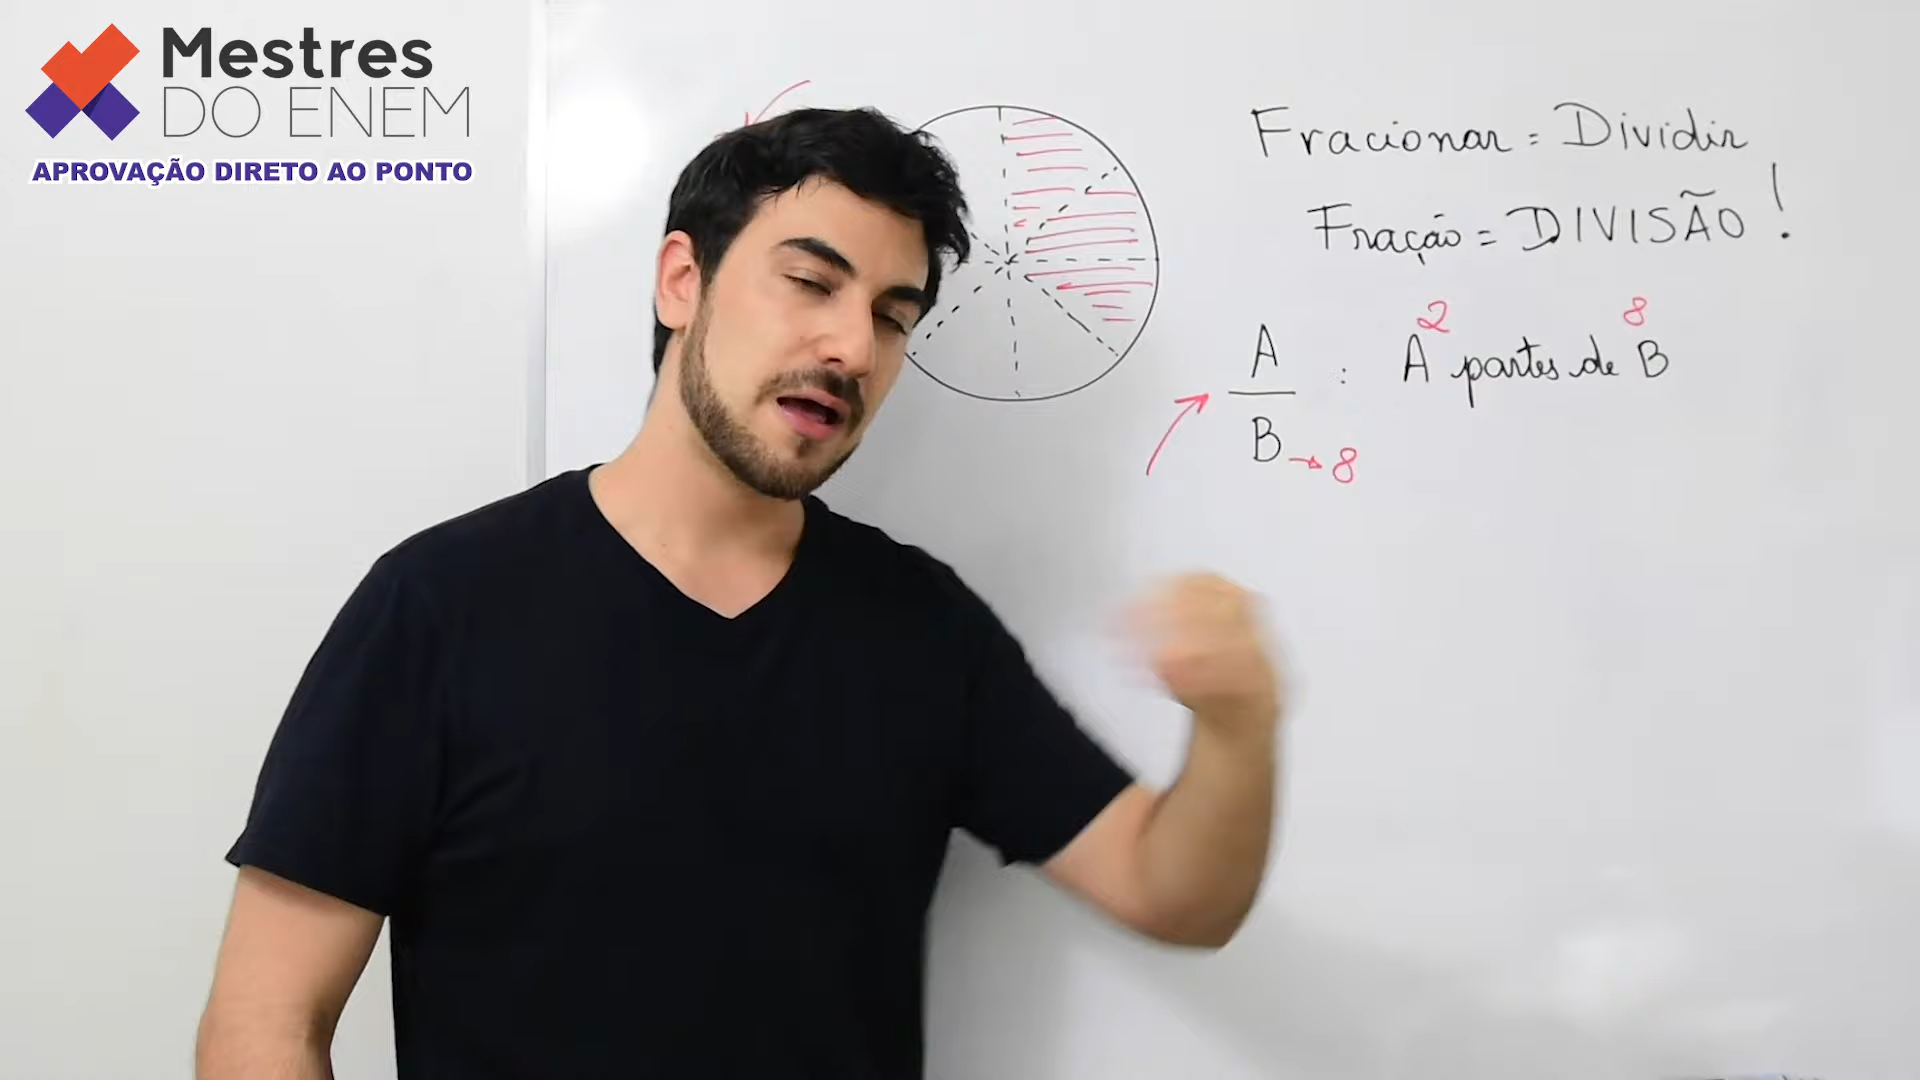 Mestres
DO ENEM
APROVAÇÃO DIRETO AO PONTO
Fracionar = Dividir
Fração = DIVISÃO!
2 8
A : A partes de B
B → 8